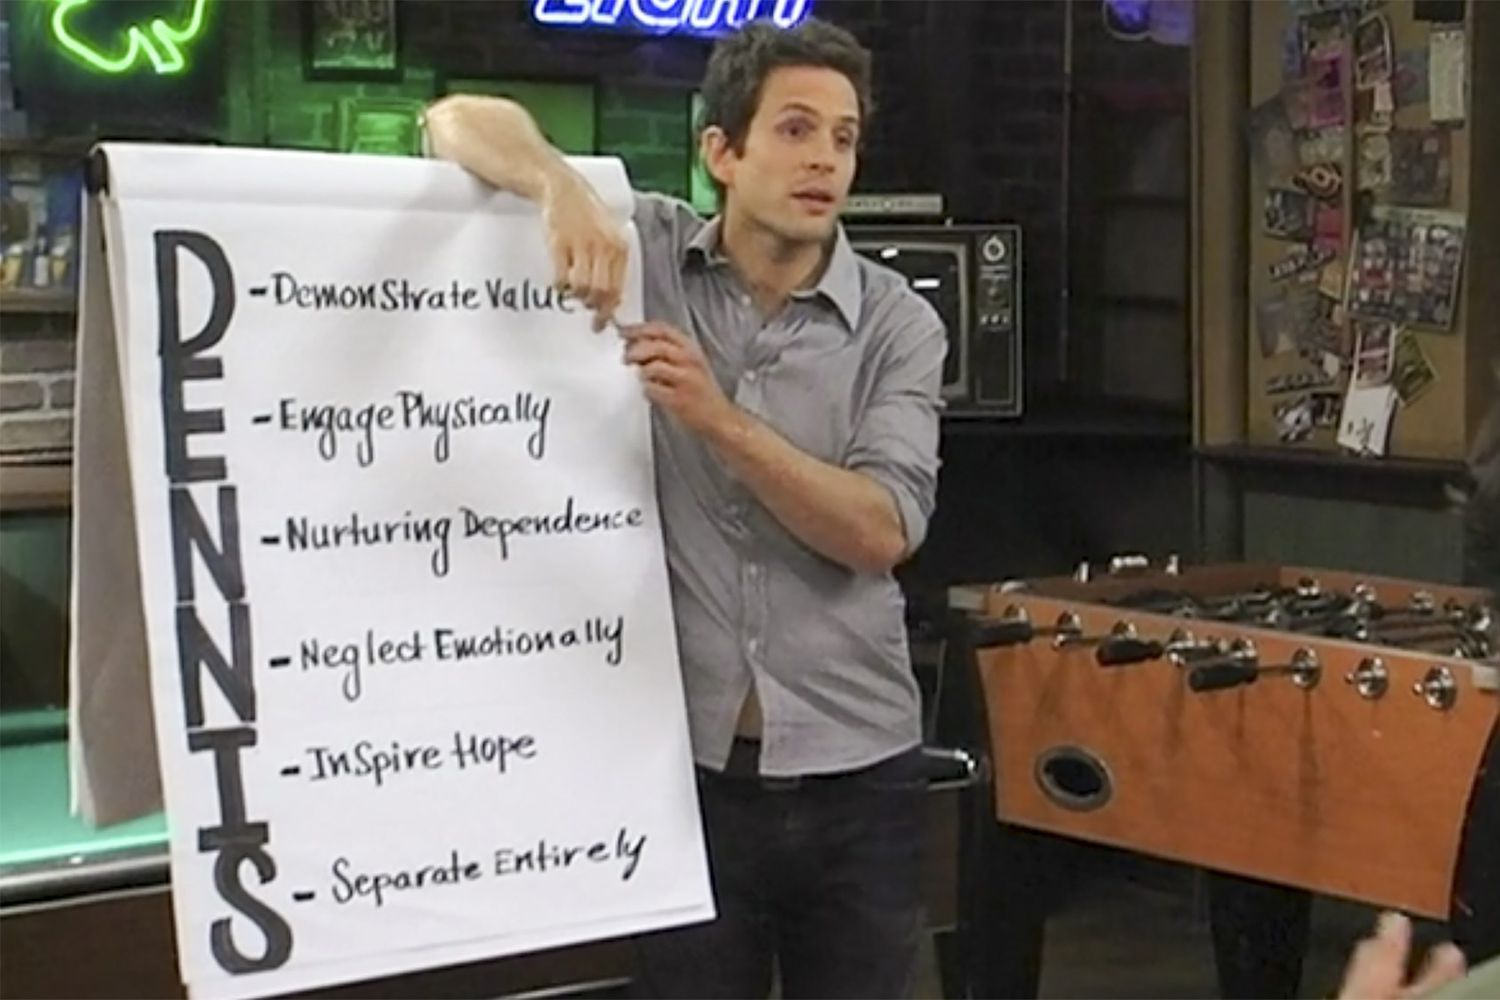 D - Demonstrate Value
E - Engage Physically
N - Nurturing Dependence
N - Neglect Emotionally
I - Inspire Hope
S - Separate Entirely